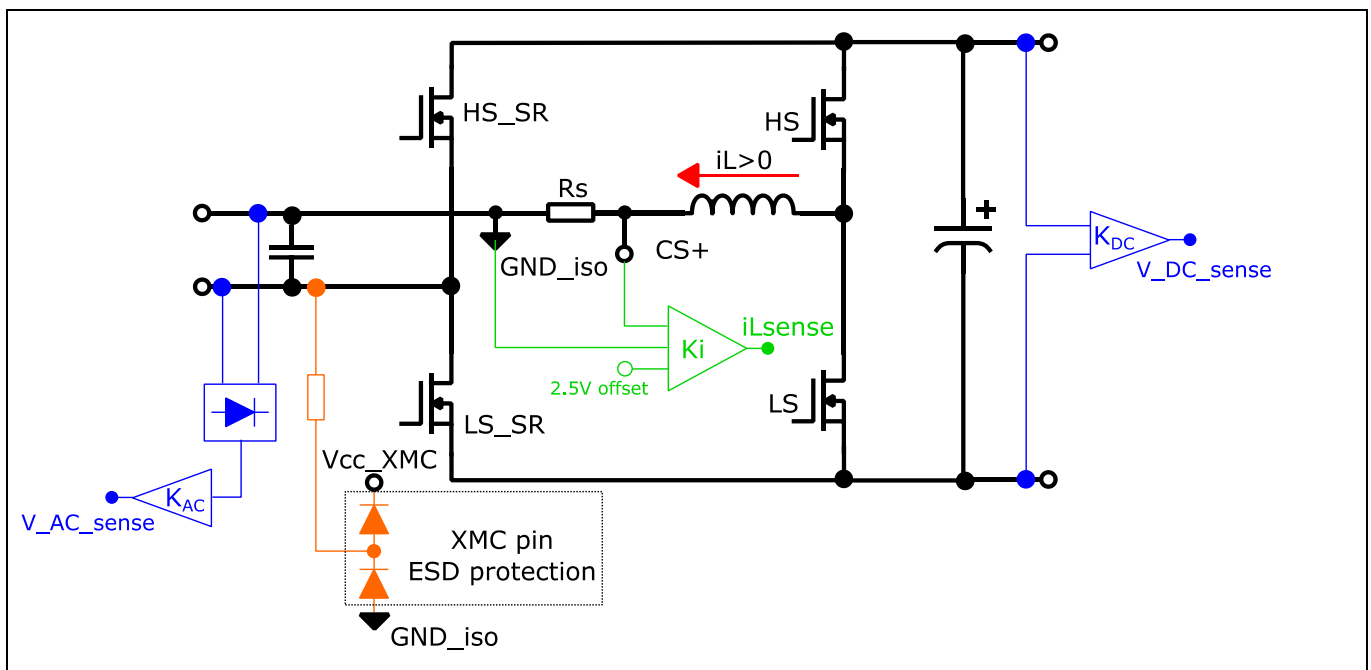 HS_SR
HS
iL>0
Rs
CS+
GND_iso
KDC
V_DC_sense
iLsense
Ki
2.5V offset
LS
LS_SR
Vcc_XMC
KAC
V_AC_sense
XMC pin
ESD protection
GND_iso
+